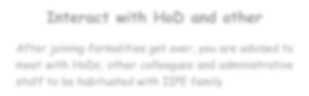 Interact with HoD and other
After joining formalities get over, you are advised to
meet with HoDs, other colleagues and administrative
staff to be habituated with IIPE family